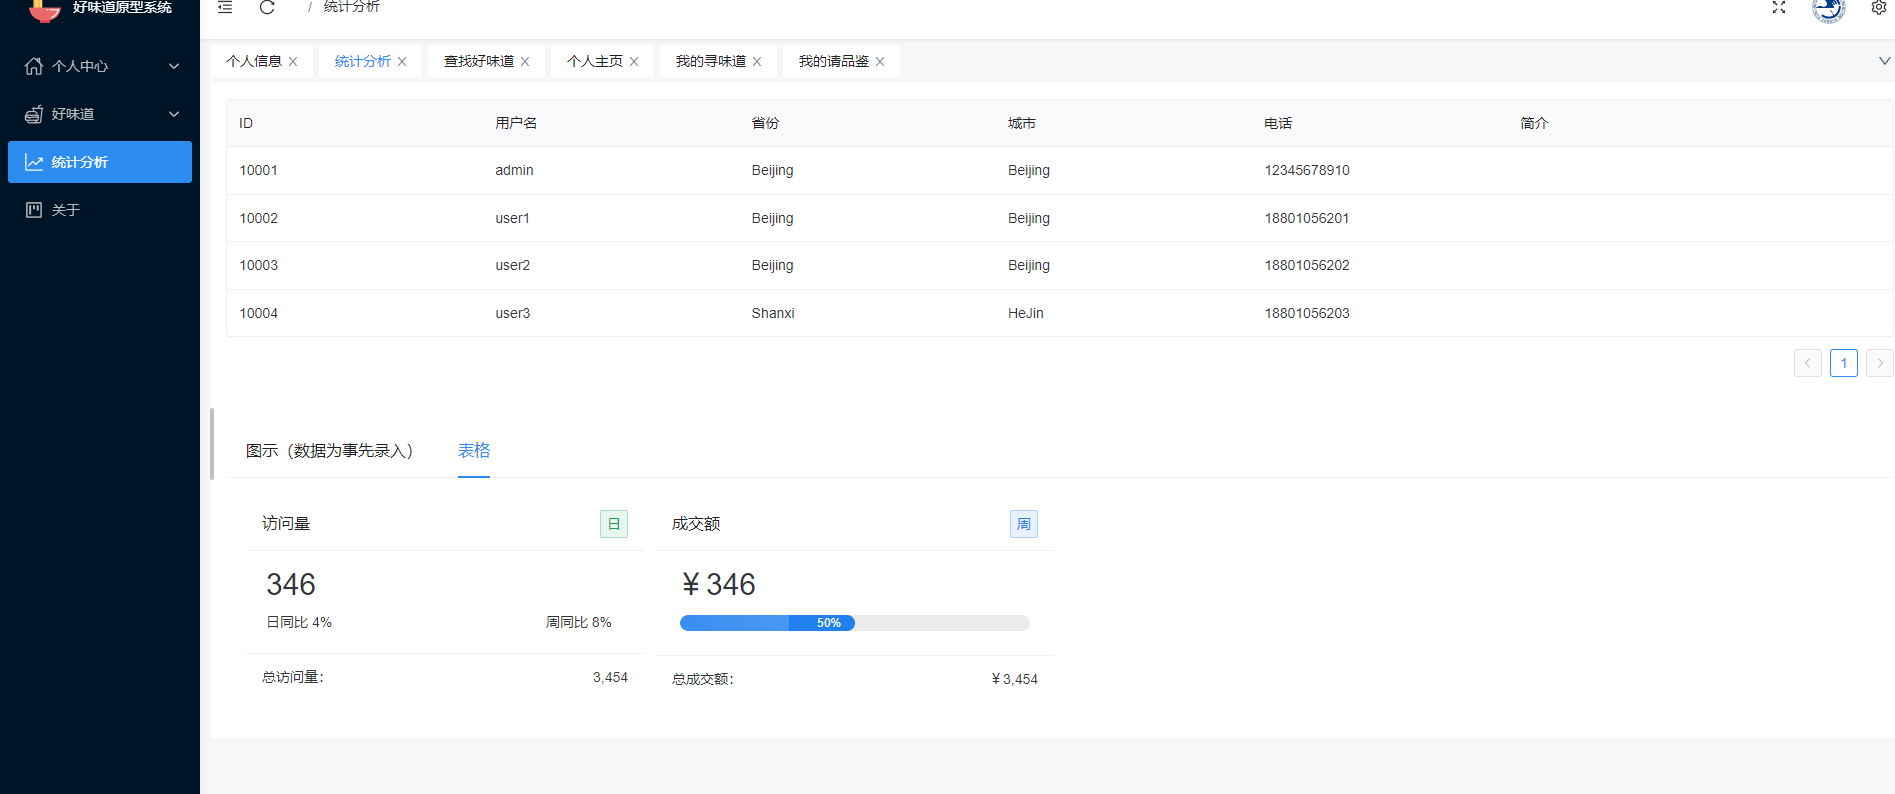 好味道原型系统
/ 统计分析
个人中心
好味道
统计分析
关于
个人信息 统计分析 查找好味道 个人主页 我的寻味道 我的请品鉴
ID 用户名 省份 城市 电话 简介
10001 admin Beijing Beijing 12345678910
10002 user1 Beijing Beijing 18801056201
10003 user2 Beijing Beijing 18801056202
10004 user3 Shanxi HeJin 18801056203
1
图示（数据为事先录入） 表格
访问量 日
346
日同比 4% 周同比 8%
总访问量： 3,454
成交额 周
¥ 346
50%
总成交额： ¥ 3,454